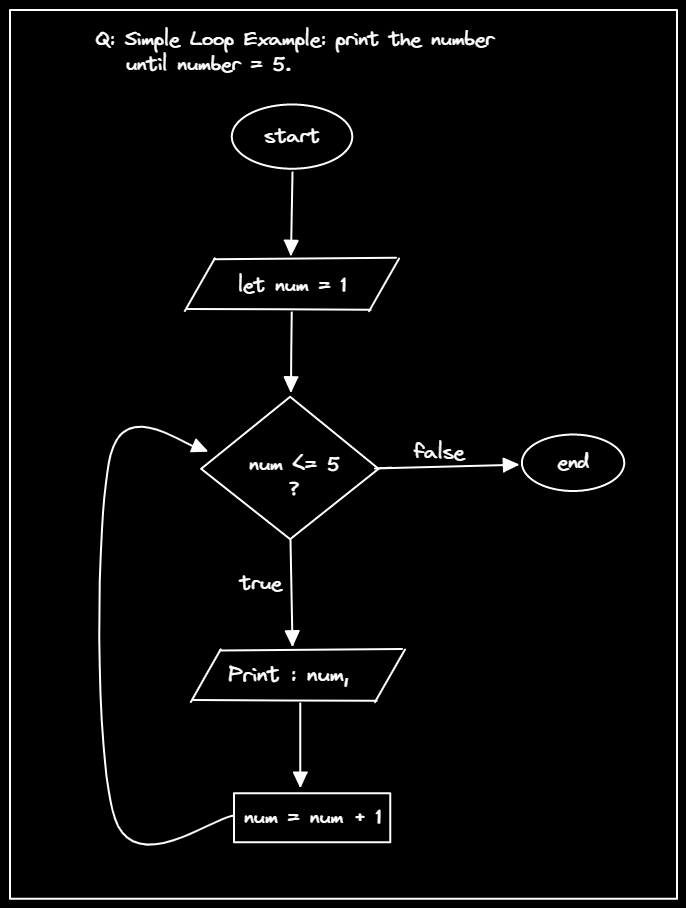 Q: Simple Loop Example: print the number
until number = 5.
start
let num = 1
num <= 5
?
false
end
true
Print : num,
num = num + 1